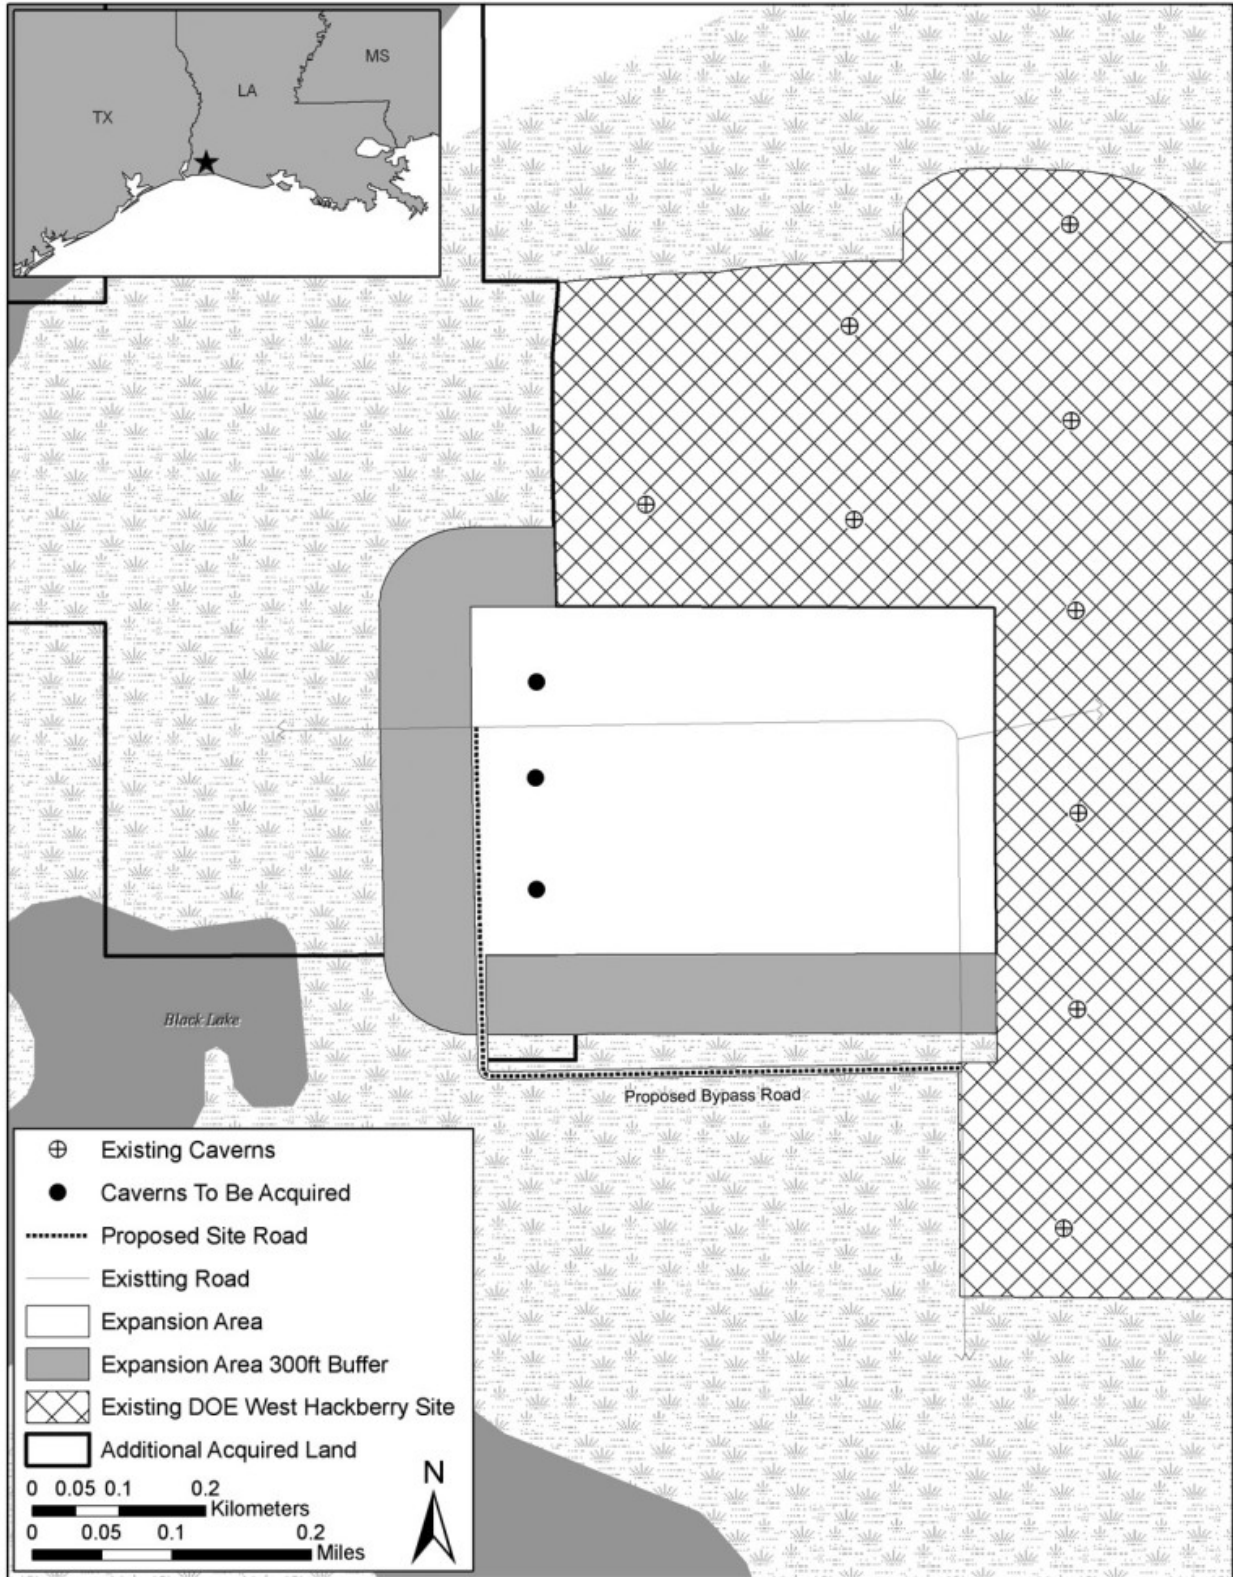 MS
LA
TX
Black Lake
Proposed Bypass Road
Existing Caverns
Caverns To Be Acquired
Proposed Site Road
Existting Road
Expansion Area
Expansion Area 300ft Buffer
Existing DOE West Hackberry Site
Additional Acquired Land
N
0 0.05 0.1 0.2
Kilometers
0 0.05 0.1 0.2
Miles